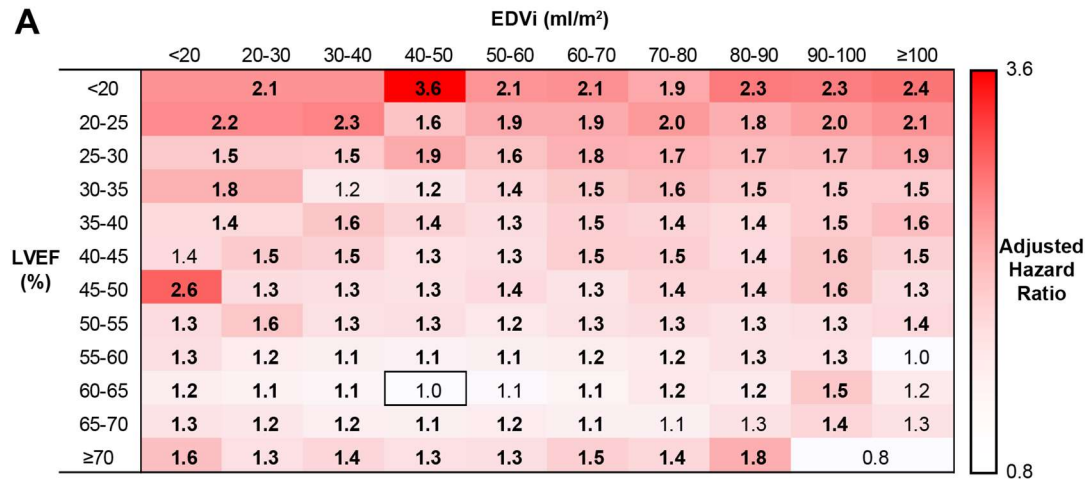 A
EDVi (ml/m²)
<20 20-30 30-40 40-50 50-60 60-70 70-80 80-90 90-100 ≥100
<20 2.1 3.6 2.1 2.1 1.9 2.3 2.3 2.4
20-25 2.2 2.3 1.6 1.9 1.9 2.0 1.8 2.0 2.1
25-30 1.5 1.5 1.9 1.6 1.8 1.7 1.7 1.7 1.9
30-35 1.8 1.2 1.2 1.4 1.5 1.6 1.5 1.5 1.5
35-40 1.4 1.6 1.4 1.3 1.5 1.4 1.4 1.5 1.6
40-45 1.4 1.5 1.5 1.3 1.3 1.5 1.5 1.4 1.6 1.5
45-50 2.6 1.3 1.3 1.3 1.4 1.3 1.4 1.4 1.6 1.3
50-55 1.3 1.6 1.3 1.3 1.2 1.3 1.3 1.3 1.3 1.4
55-60 1.3 1.2 1.1 1.1 1.1 1.2 1.2 1.3 1.3 1.0
60-65 1.2 1.1 1.1 1.0 1.1 1.1 1.2 1.2 1.5 1.2
65-70 1.3 1.2 1.2 1.1 1.2 1.1 1.1 1.3 1.4 1.3
≥70 1.6 1.3 1.4 1.3 1.3 1.5 1.4 1.8 0.8
LVEF
(%)
3.6
Adjusted
Hazard
Ratio
0.8